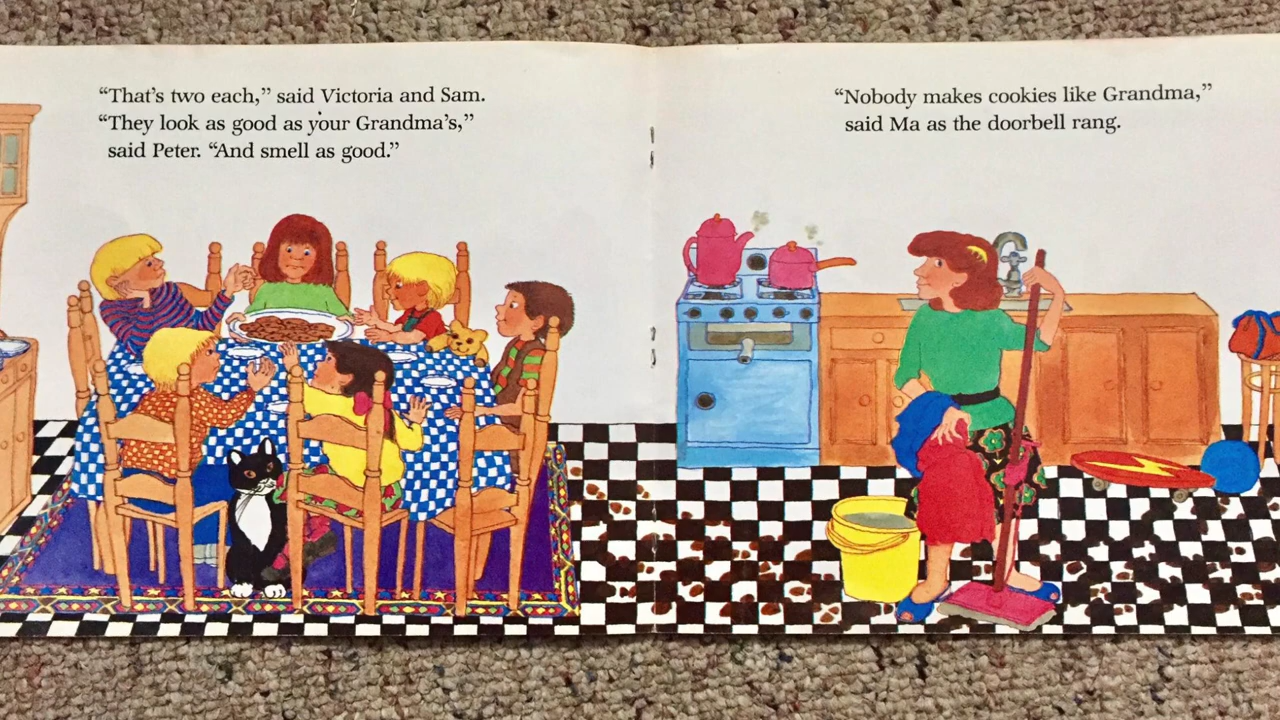 “That’s two each,” said Victoria and Sam.
“They look as good as your Grandma’s,”
said Peter. “And smell as good.”
“Nobody makes cookies like Grandma,”
said Ma as the doorbell rang.